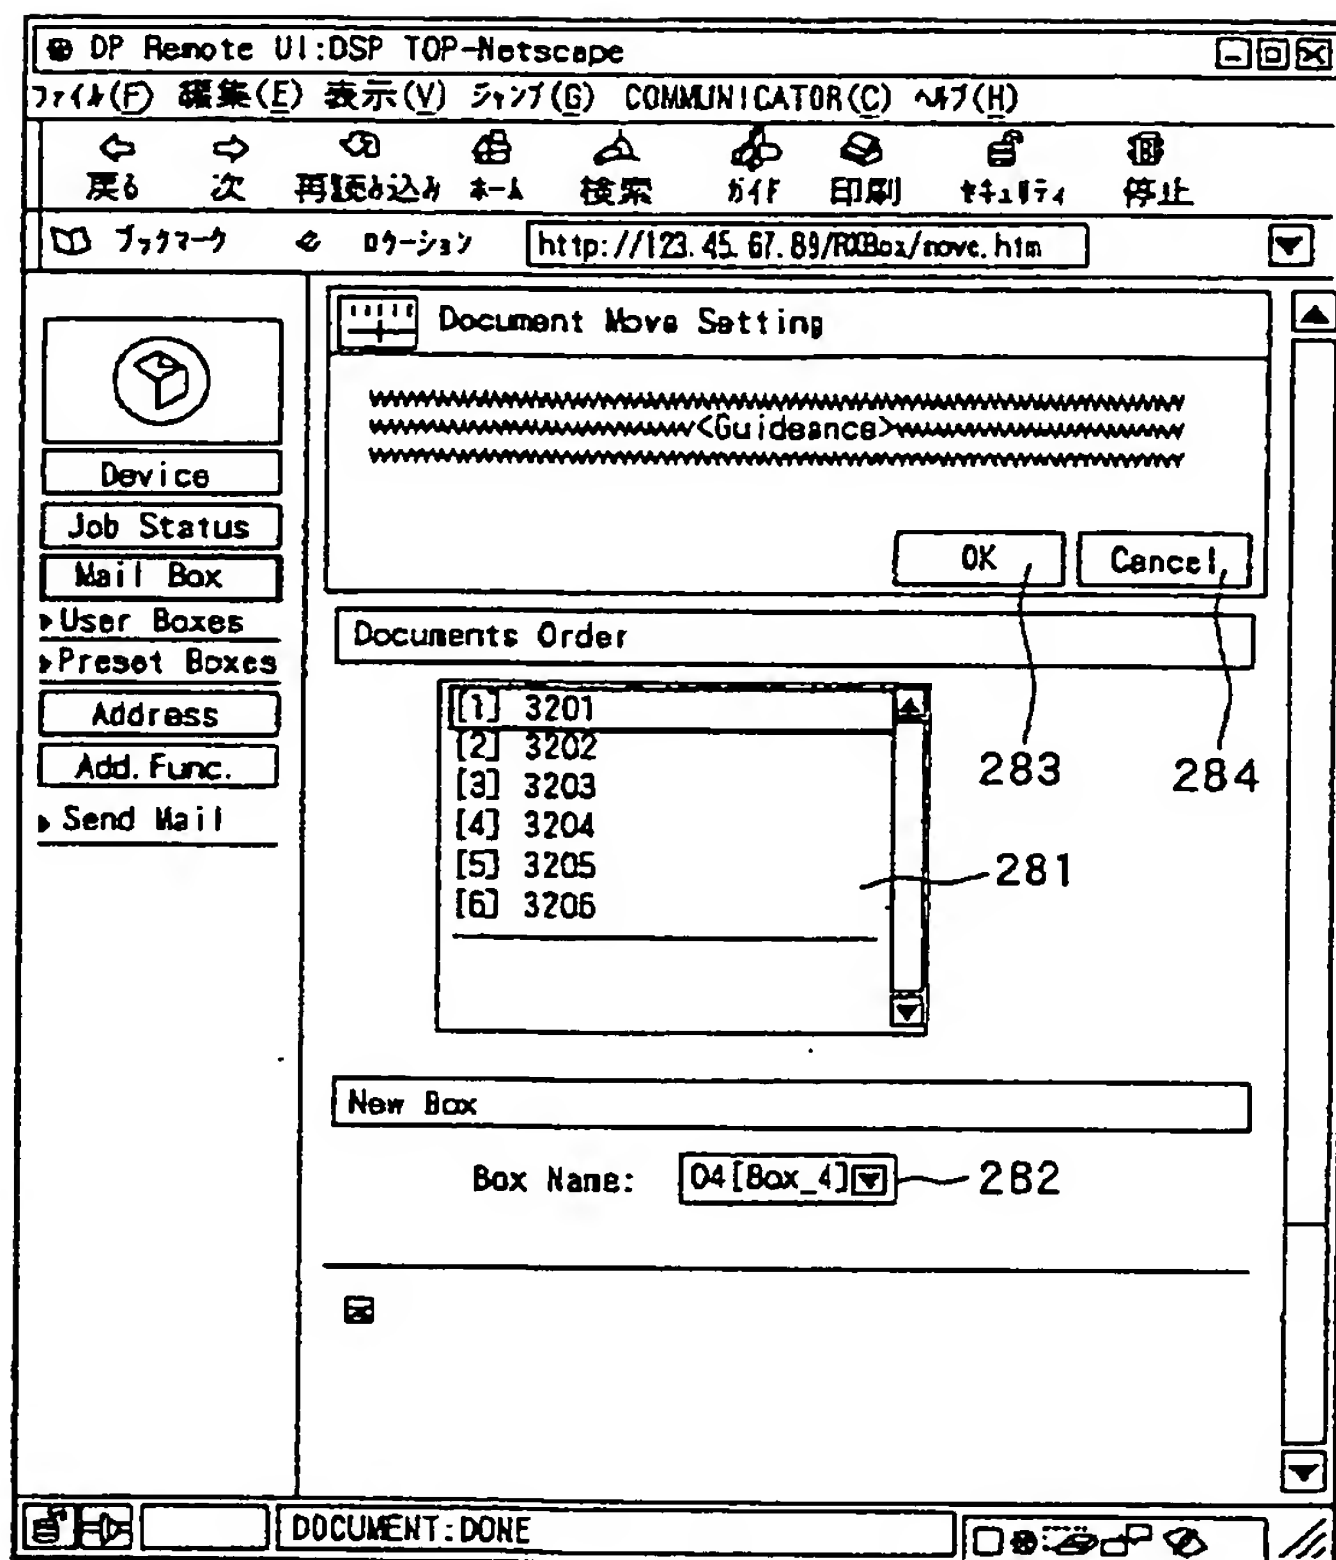 DP Remote UI:DSP TOP-Netscape
ファイル(F) 編集(E) 表示(V) ジャンプ(G) COMMUNICATOR(C) ヘルプ(H)
戻る 次 再読み込み ホーム 検索 ガイド 印刷 セキュリティ 停止
ブックマーク ロケーション http://123.45.67.89/RXBox/move.htm
Document Move Setting
<Guideance>
OK Cancel
283 284
Device
Job Status
Mail Box
User Boxes
Preset Boxes
Address
Add.Func.
Send Mail
Documents Order
[1] 3201
[2] 3202
[3] 3203
[4] 3204
[5] 3205
[6] 3206
281
New Box
Box Name: 04[Box_4] 282
DOCUMENT:DONE